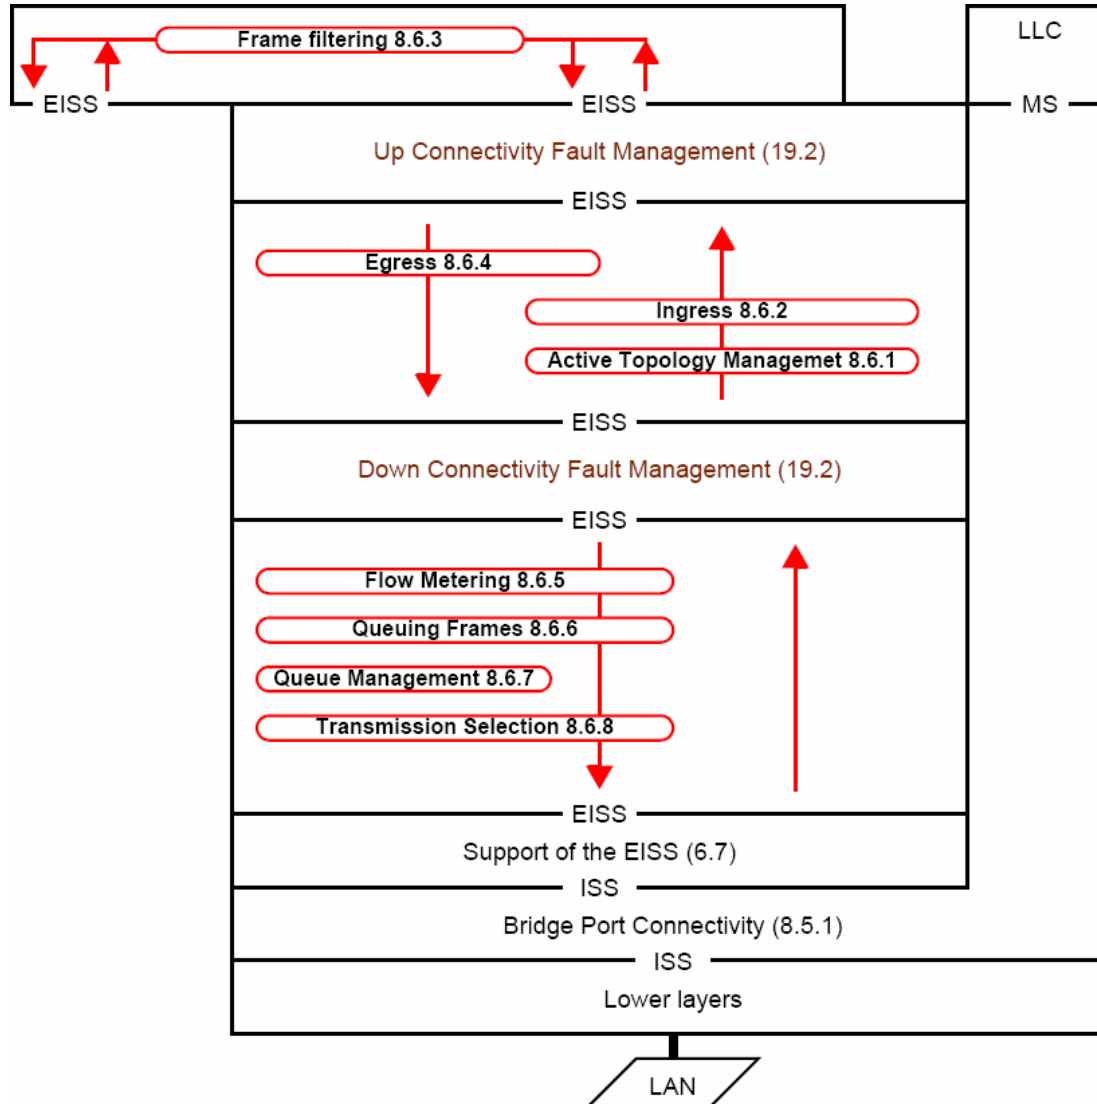 Frame filtering 8.6.3
LLC
EISS
EISS
MS
Up Connectivity Fault Management (19.2)
EISS
Egress 8.6.4
Ingress 8.6.2
Active Topology Managemet 8.6.1
EISS
Down Connectivity Fault Management (19.2)
EISS
Flow Metering 8.6.5
Queuing Frames 8.6.6
Queue Management 8.6.7
Transmission Selection 8.6.8
EISS
Support of the EISS (6.7)
ISS
Bridge Port Connectivity (8.5.1)
ISS
Lower layers
LAN